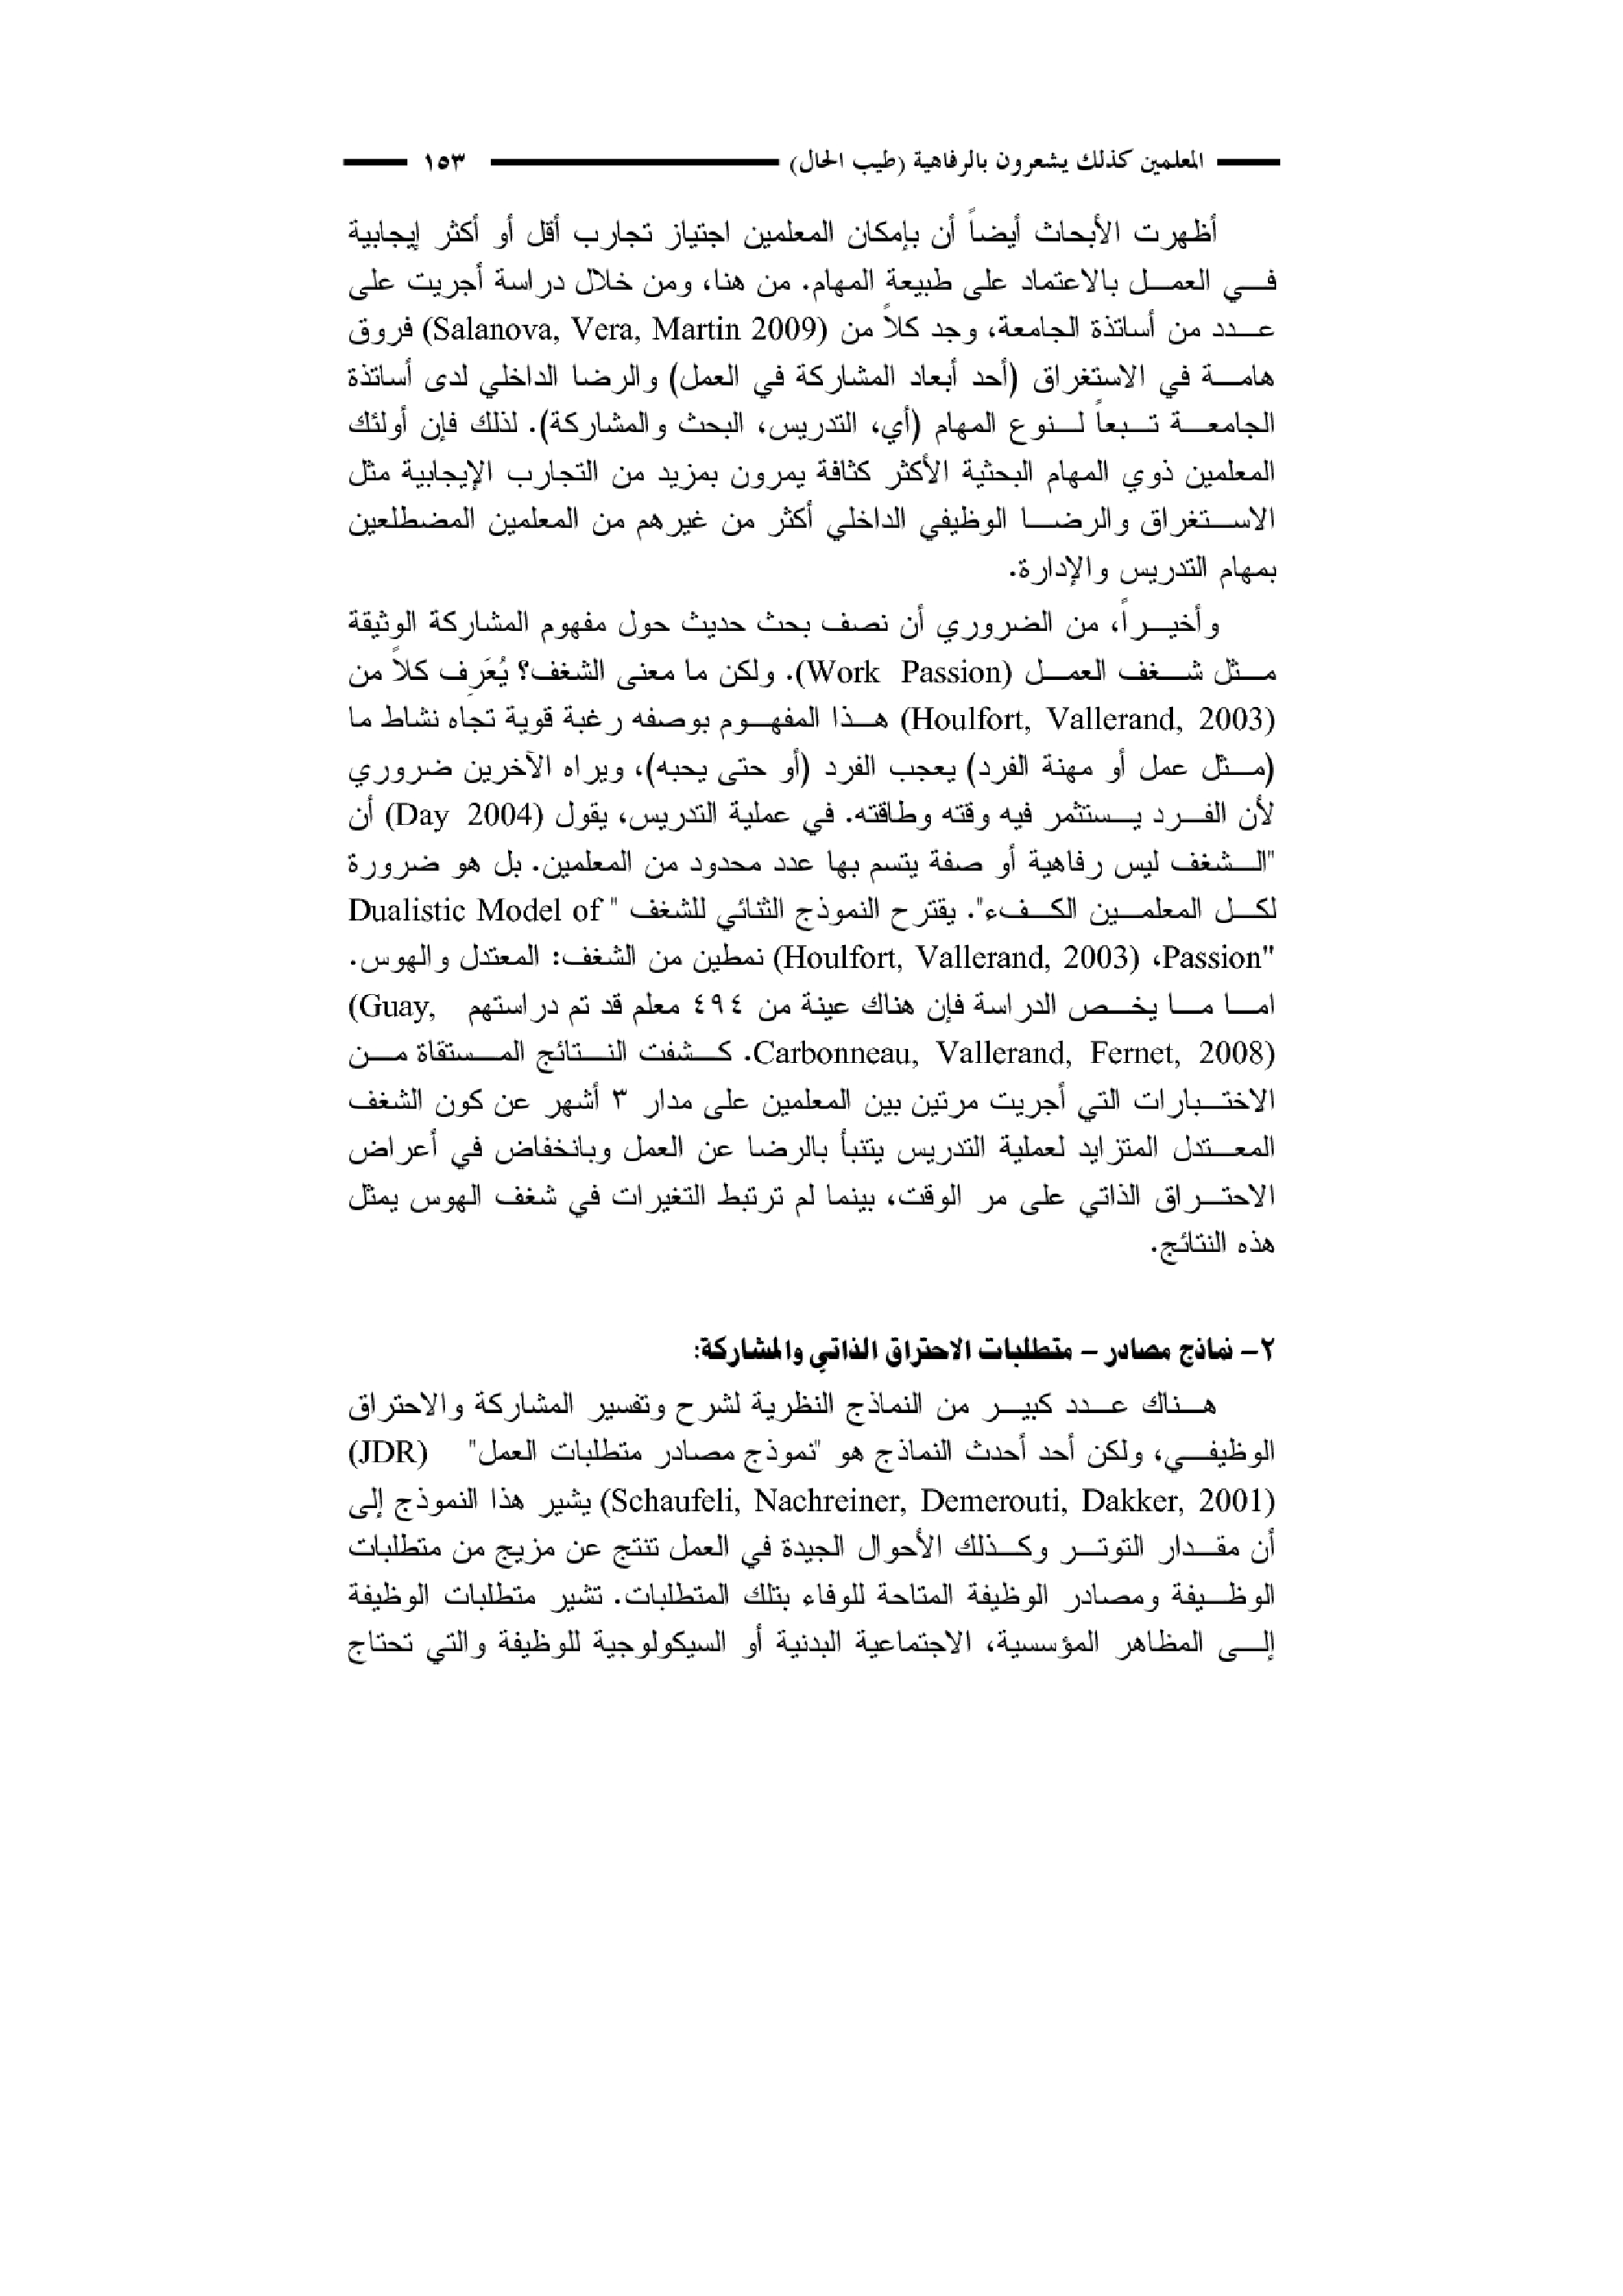 المعلمين كذلك يشعرون بالرفاهية (طيب الحال) ١٥٣
أظهرت الأبحاث أيضاً أن بإمكان المعلمين اجتياز تجارب أقل أو أكثر إيجابية
في العمل بالاعتماد على طبيعة المهام. من هنا، ومن خلال دراسة أجريت على
عدد من أساتذة الجامعة، وجد كلاً من (Salanova, Vera, Martin 2009) فروق
هامة في الاستغراق (أحد أبعاد المشاركة في العمل) والرضا الداخلي لدى أساتذة
الجامعة تبعاً لنوع المهام (أي، التدريس، البحث والمشاركة). لذلك فإن أولئك
المعلمين ذوي المهام البحثية الأكثر كثافة يمرون بمزيد من التجارب الإيجابية مثل
الاستغراق والرضا الوظيفي الداخلي أكثر من غيرهم من المعلمين المضطلعين
بمهام التدريس والإدارة.
وأخيراً، من الضروري أن نصف بحث حديث حول مفهوم المشاركة الوثيقة
مثل شغف العمل (Work Passion). ولكن ما معنى الشغف؟ يُعَرِف كلاً من
(Houlfort, Vallerand, 2003) هذا المفهوم بوصفه رغبة قوية تجاه نشاط ما
(مثل عمل أو مهنة الفرد) يعجب الفرد (أو حتى يحبه)، ويراه الآخرين ضروري
لأن الفرد يستثمر فيه وقته وطاقته. في عملية التدريس، يقول (Day 2004) أن
"الشغف ليس رفاهية أو صفة يتسم بها عدد محدود من المعلمين. بل هو ضرورة
لكل المعلمين الكفء". يقترح النموذج الثنائي للشغف "Dualistic Model of
Passion"، (Houlfort, Vallerand, 2003) نمطين من الشغف: المعتدل والهوس.
اما ما يخص الدراسة فإن هناك عينة من ٤٩٤ معلم قد تم دراستهم (Guay,
Carbonneau, Vallerand, Fernet, 2008). كشفت النتائج المستقاة من
الاختبارات التي أجريت مرتين بين المعلمين على مدار ٣ أشهر عن كون الشغف
المعتدل المتزايد لعملية التدريس يتنبأ بالرضا عن العمل وبانخفاض في أعراض
الاحتراق الذاتي على مر الوقت، بينما لم ترتبط التغيرات في شغف الهوس يمثل
هذه النتائج.
٢- نماذج مصادر - متطلبات الاحتراق الذاتي والمشاركة:
هناك عدد كبير من النماذج النظرية لشرح وتفسير المشاركة والاحتراق
الوظيفي، ولكن أحد أحدث النماذج هو "نموذج مصادر متطلبات العمل" (JDR)
(Schaufeli, Nachreiner, Demerouti, Dakker, 2001) يشير هذا النموذج إلى
أن مقدار التوتر وكذلك الأحوال الجيدة في العمل تنتج عن مزيج من متطلبات
الوظيفة ومصادر الوظيفة المتاحة للوفاء بتلك المتطلبات. تشير متطلبات الوظيفة
إلى المظاهر المؤسسية، الاجتماعية البدنية أو السيكولوجية للوظيفة والتي تحتاج